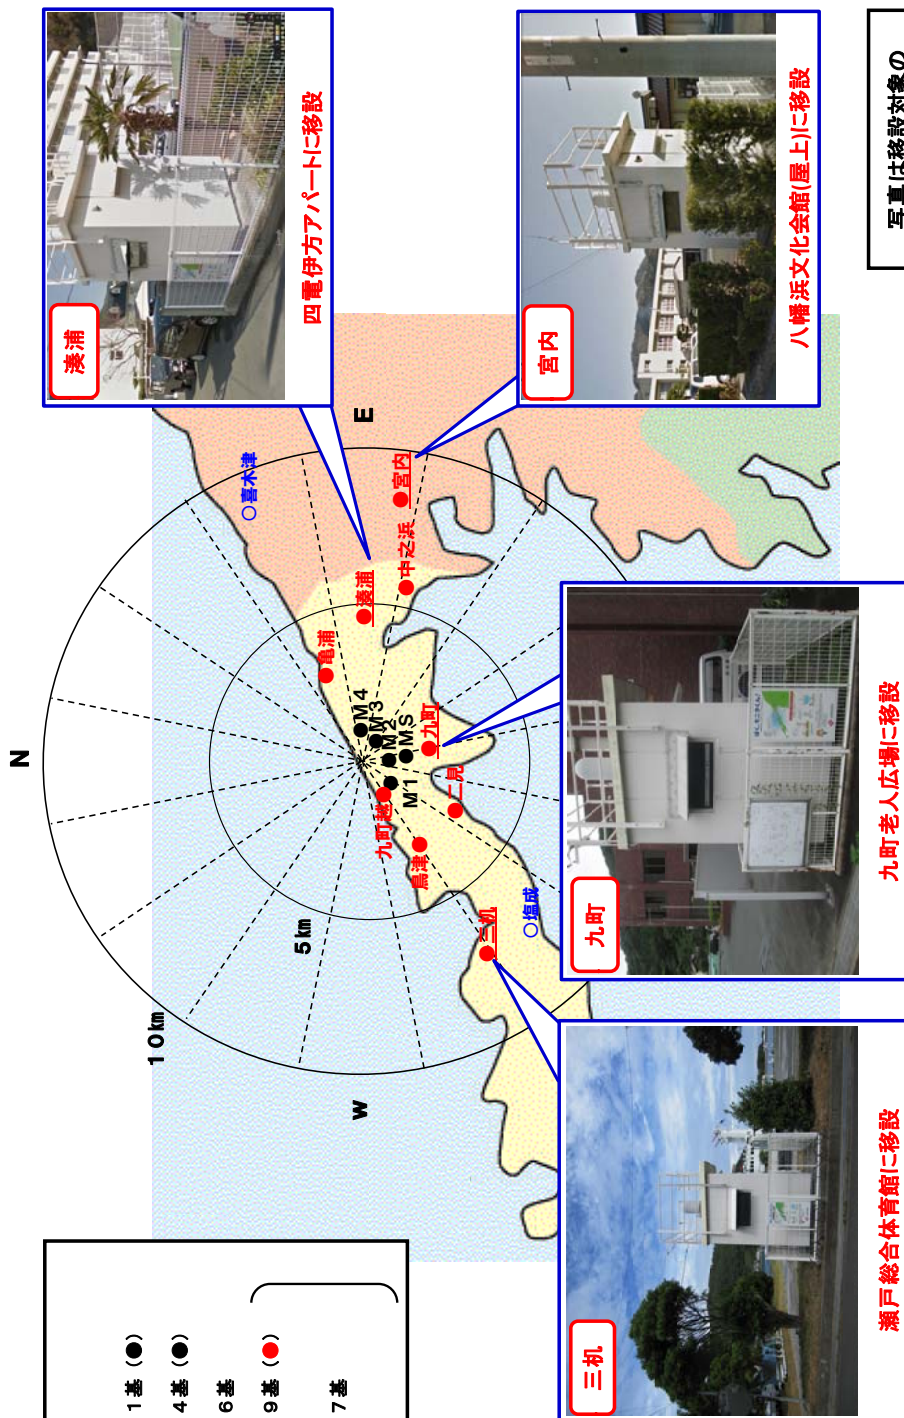 1基（●）
4基（●）
6基
9基（●）
7基
N
E
W
10㎞
5㎞
○喜木津
宮内
中之浜
湊浦
亀浦
M4
M3
M2
MS
M1
九町
九町越
二見
鳥津
三机
○塩成
湊浦
四電伊方アパートに移設
宮内
八幡浜文化会館(屋上)に移設
九町
九町老人広場に移設
三机
瀬戸総合体育館に移設
写真は移設対象の